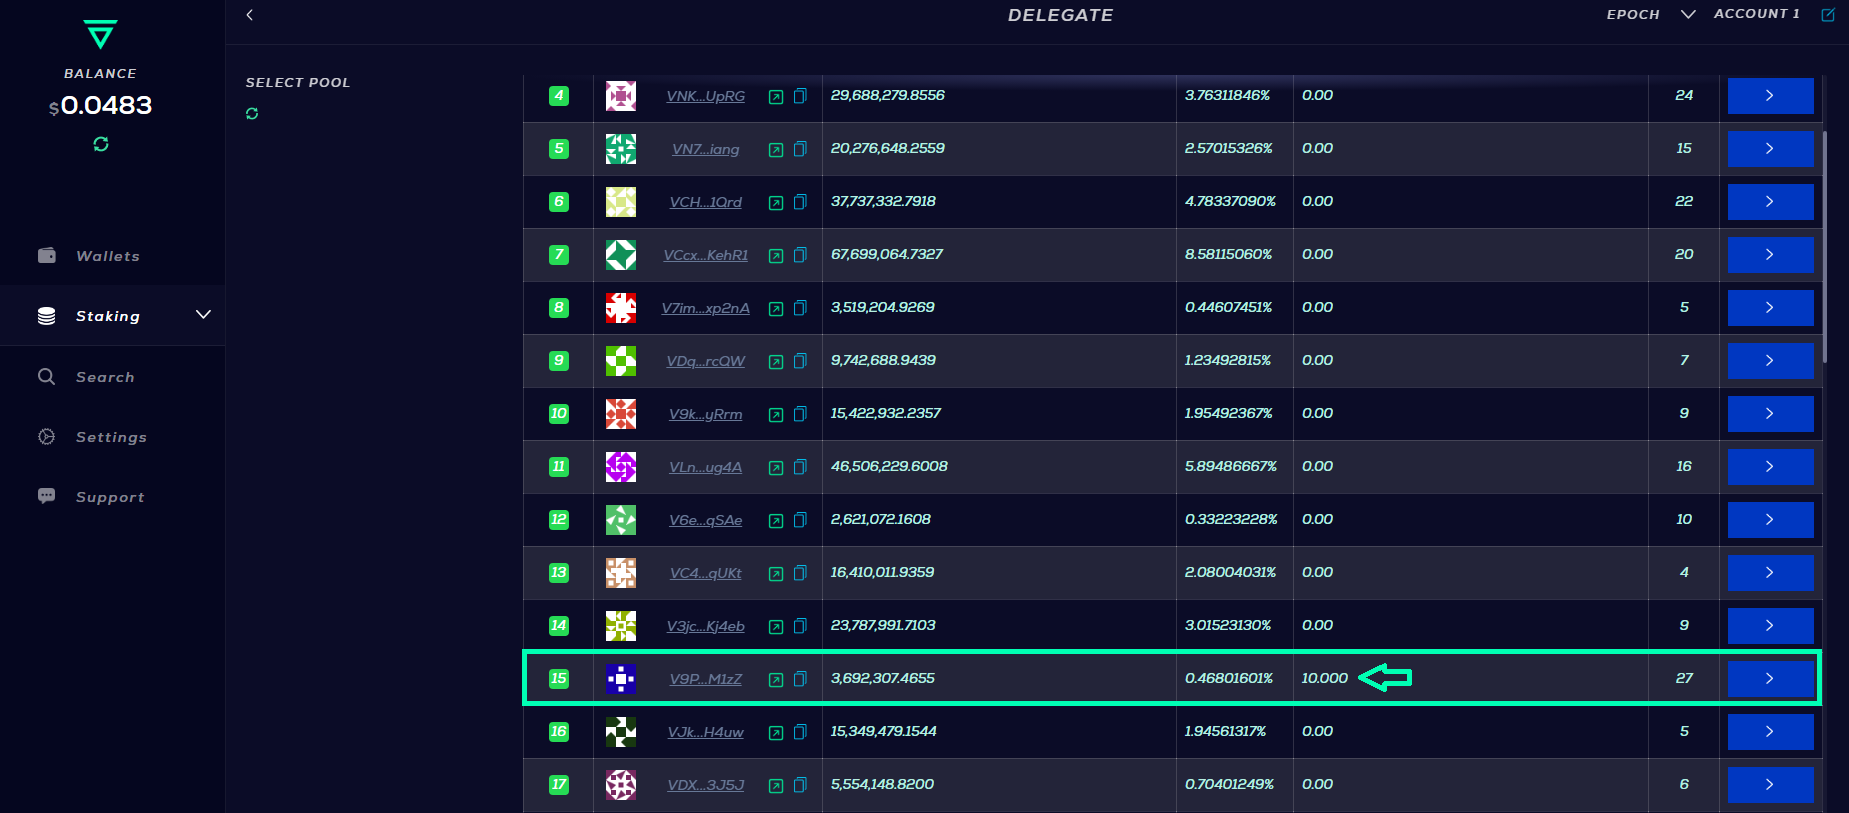 DELEGATE
EPOCH
ACCOUNT 1
BALANCE
$0.0483
Wallets
Staking
Search
Settings
Support
SELECT POOL
4 VNK...UpRG 29,688,279.8556 3.76311846% 0.00 24
5 VN7...iang 20,276,648.2559 2.57015326% 0.00 15
6 VCH...1Qrd 37,737,332.7918 4.78337090% 0.00 22
7 VCcx...KehR1 67,699,064.7327 8.58115060% 0.00 20
8 V7im...xp2nA 3,519,204.9269 0.44607451% 0.00 5
9 VDq...rcQW 9,742,688.9439 1.23492815% 0.00 7
10 V9k...yRrm 15,422,932.2357 1.95492367% 0.00 9
11 VLn...ug4A 46,506,229.6008 5.89486667% 0.00 16
12 V6e...qSAe 2,621,072.1608 0.33223228% 0.00 10
13 VC4...qUKt 16,410,011.9359 2.08004031% 0.00 4
14 V3jc...Kj4eb 23,787,991.7103 3.01523130% 0.00 9
15 V9P...M1zZ 3,692,307.4655 0.46801601% 10.000 27
16 VJk...H4uw 15,349,479.1544 1.94561317% 0.00 5
17 VDX...3J5J 5,554,148.8200 0.70401249% 0.00 6